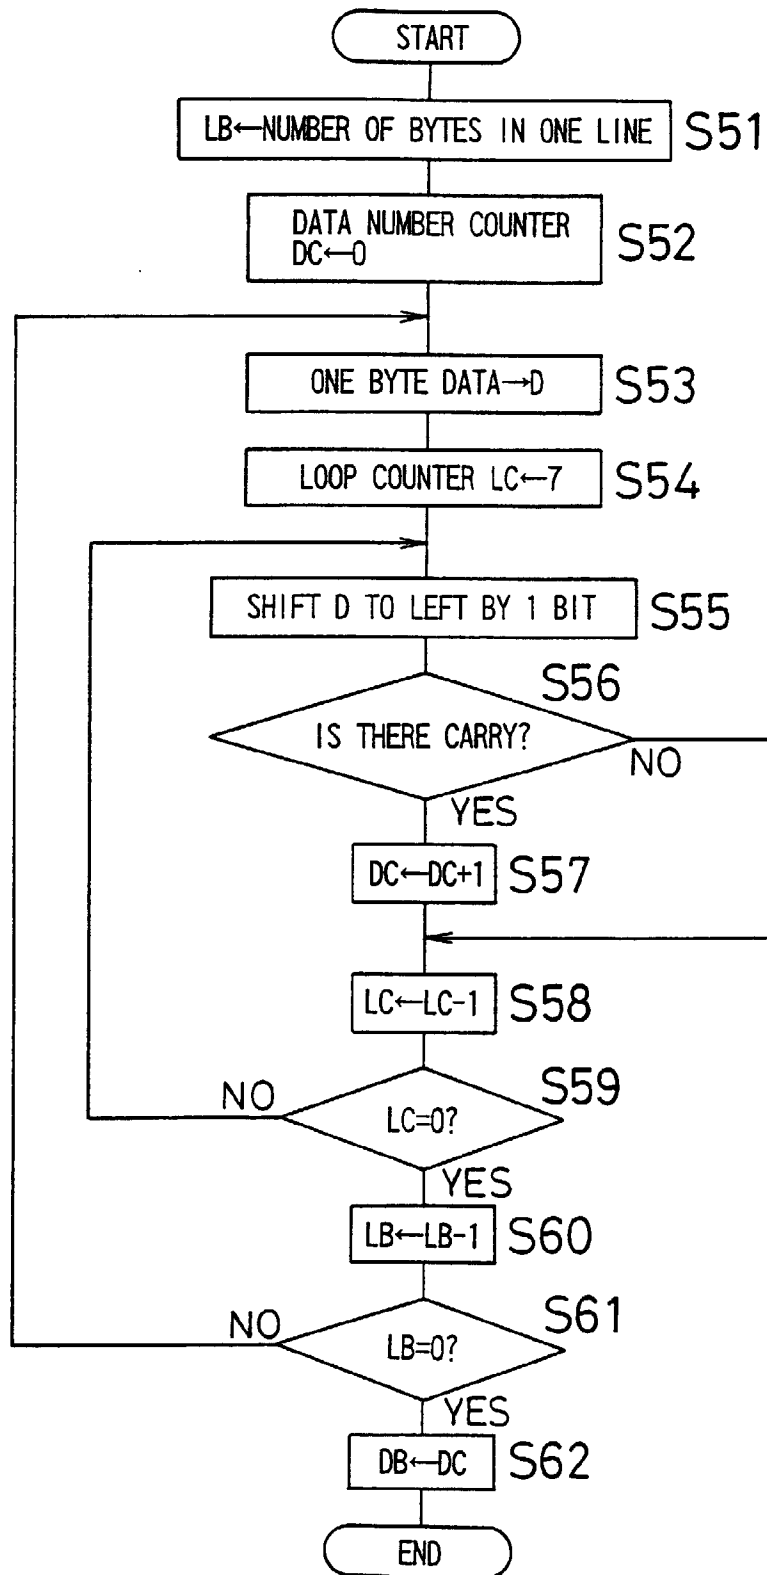 START
LB←NUMBER OF BYTES IN ONE LINE S51
DATA NUMBER COUNTER
DC←0
S52
ONE BYTE DATA→D S53
LOOP COUNTER LC←7 S54
SHIFT D TO LEFT BY 1 BIT S55
S56
IS THERE CARRY?
NO
YES
DC←DC+1 S57
LC←LC-1 S58
S59
NO
LC=0?
YES
LB←LB-1 S60
S61
NO
LB=0?
YES
DB←DC S62
END